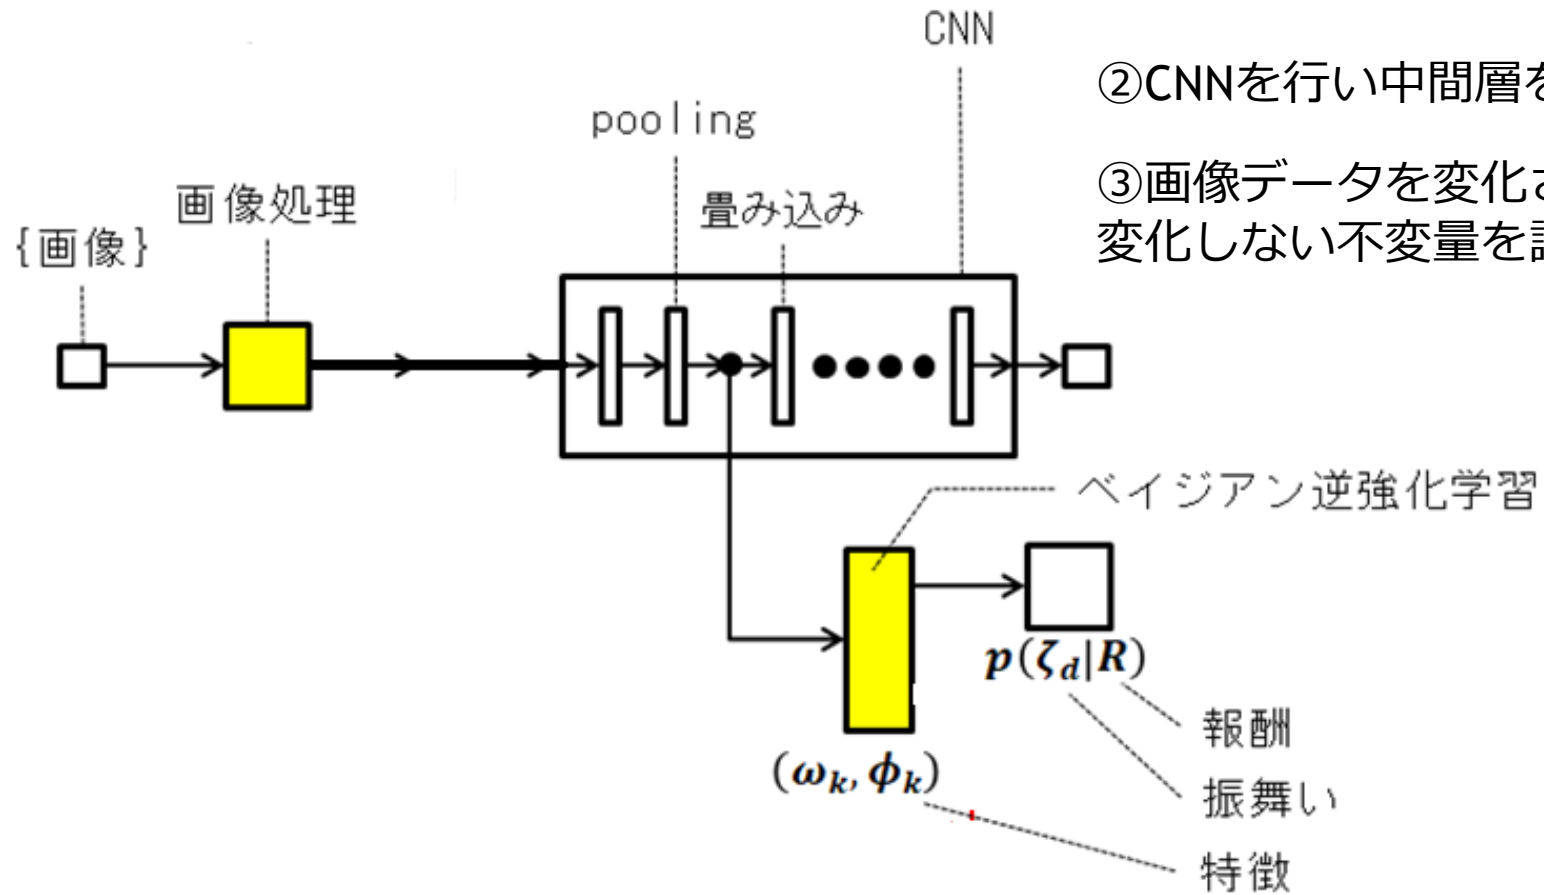 CNN
②CNNを行い中間層を
pooling
③画像データを変化
画像処理
畳み込み
変化しない不変量を
{画像}
ベイジアン逆強化学習
p(ζ_d|R)
報酬
(ω_k, ϕ_k)
振舞い
特徴